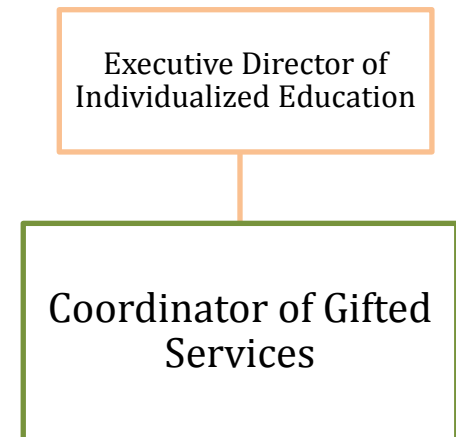 Executive Director of
Individualized Education
Coordinator of Gifted
Services